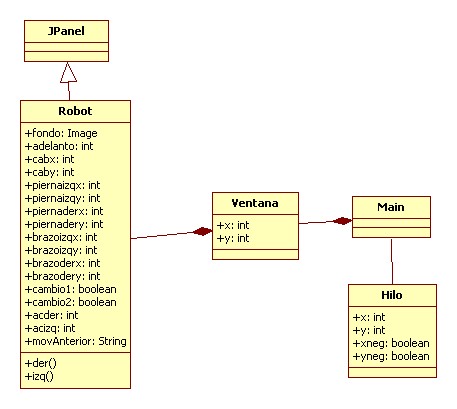 JPanel
Robot
+fondo: Image
+adelanto: int
+cabx: int
+caby: int
+piernaizqx: int
+piernaizqy: int
+piernaderx: int
+piernadery: int
+brazoizqx: int
+brazoizqy: int
+brazoderx: int
+brazodery: int
+cambio1: boolean
+cambio2: boolean
+acder: int
+acizq: int
+movAnterior: String
+der()
+izq()
Ventana
+x: int
+y: int
Main
Hilo
+x: int
+y: int
+xneg: boolean
+yneg: boolean